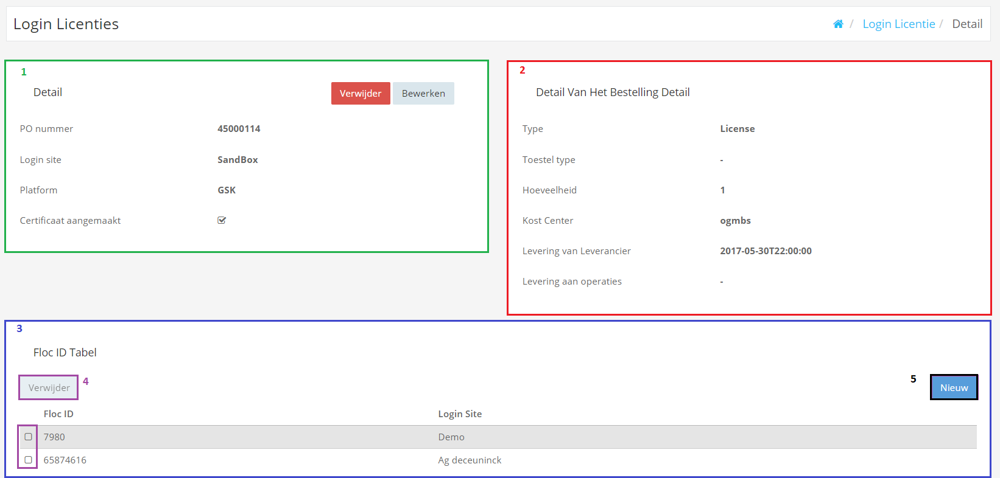 Login Licenties
/ Login Licentie / Detail
1
Detail
Verwijder
Bewerken
PO nummer 45000114
Login site SandBox
Platform GSK
Certificaat aangemaakt
2
Detail Van Het Bestelling Detail
Type License
Toestel type -
Hoeveelheid 1
Kost Center ogmbs
Levering van Leverancier 2017-05-30T22:00:00
Levering aan operaties -
3
Floc ID Tabel
Verwijder 4
5 Nieuw
Floc ID Login Site
7980 Demo
65874616 Ag deceuninck